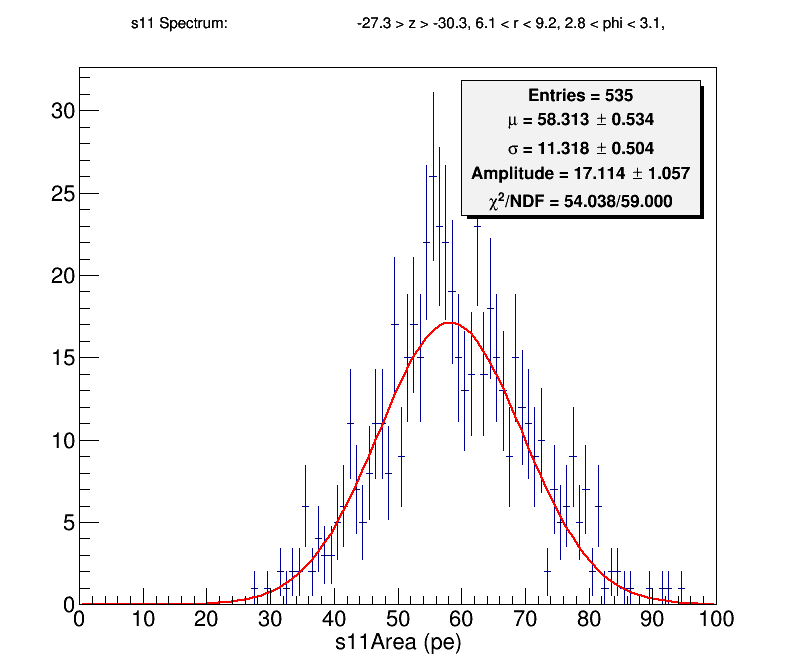 s11 Spectrum: -27.3 > z > -30.3, 6.1 < r < 9.2, 2.8 < phi < 3.1,
Entries = 535
μ = 58.313 ± 0.534
σ = 11.318 ± 0.504
Amplitude = 17.114 ± 1.057
χ²/NDF = 54.038/59.000
30
25
20
15
10
5
0
0 10 20 30 40 50 60 70 80 90 100
s11Area (pe)